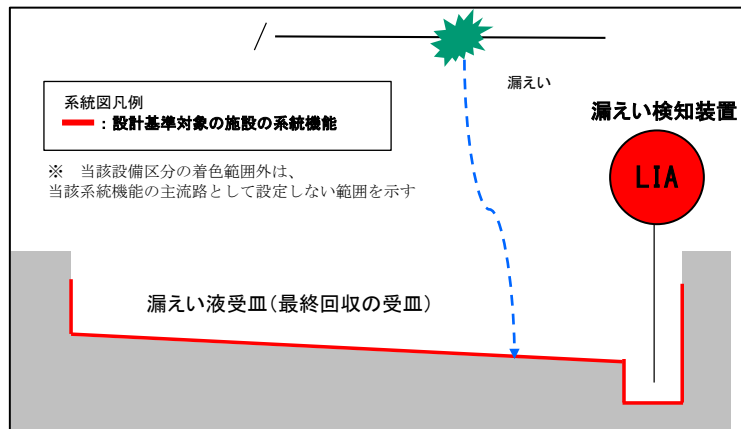 漏えい
系統図凡例
:設計基準対象の施設の系統機能
漏えい検知装置
LIA
※ 当該設備区分の着色範囲外は、
当該系統機能の主流路として設定しない範囲を示す
漏えい液受皿(最終回収の受皿)